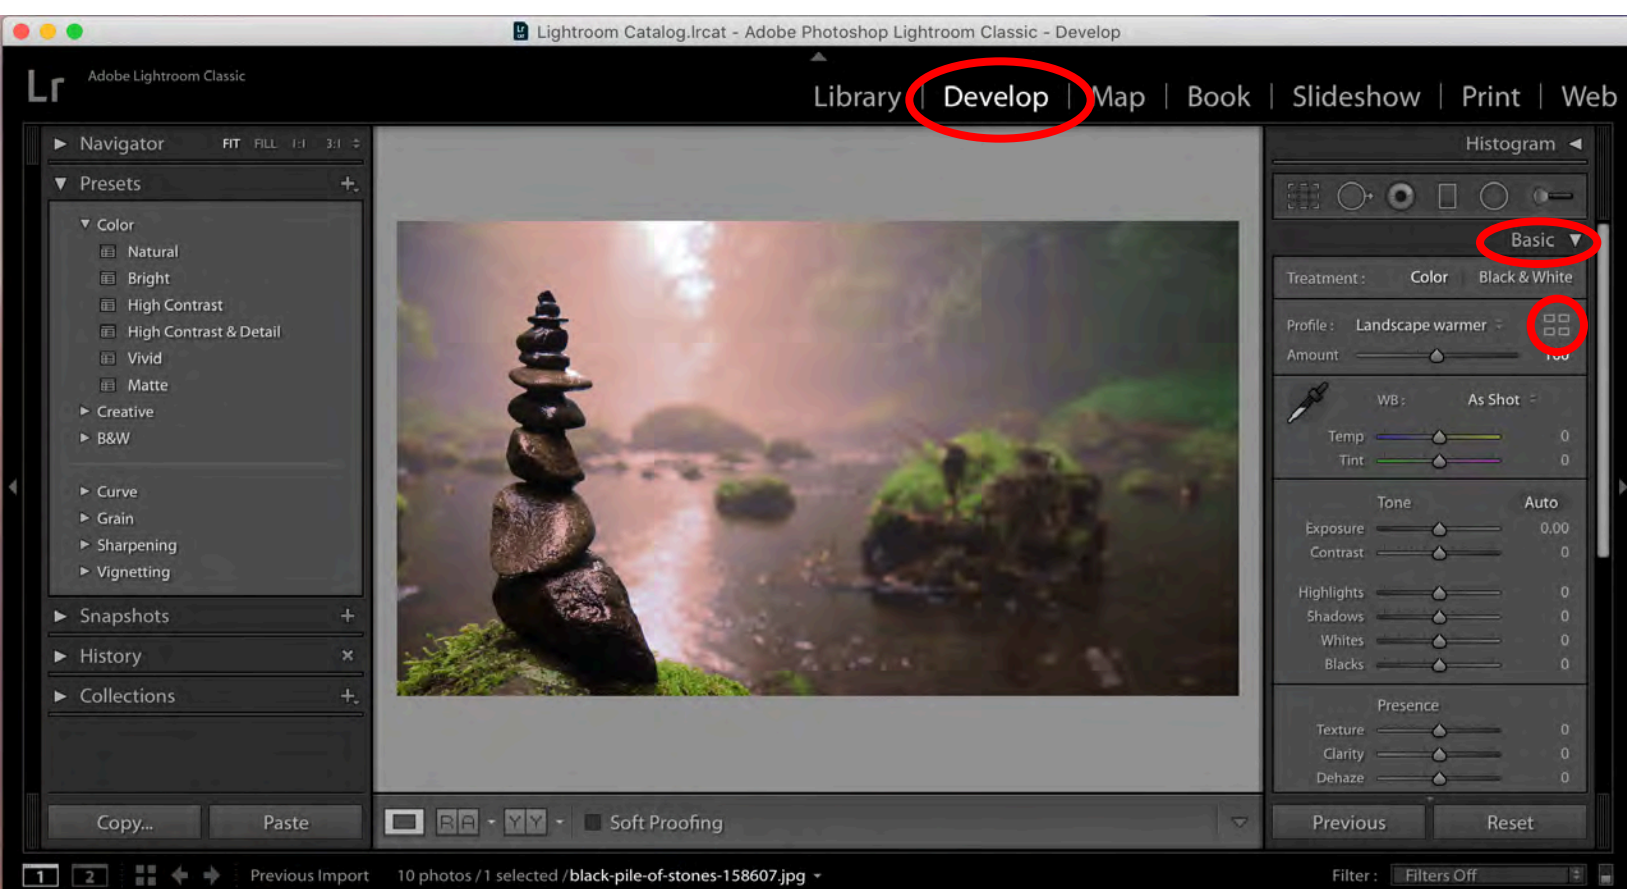 Lightroom Catalog.lrcat - Adobe Photoshop Lightroom Classic - Develop
Lr Adobe Lightroom Classic
Library | Develop | Map | Book | Slideshow | Print | Web
Navigator FIT FILL 1:1 3:1
Presets
Color
Natural
Bright
High Contrast
High Contrast & Detail
Vivid
Matte
Creative
B&W
Curve
Grain
Sharpening
Vignetting
Snapshots
History
Collections
Copy... Paste
Histogram
Basic
Treatment : Color Black & White
Profile : Landscape warmer
Amount 100
WB : As Shot
Temp 0
Tint 0
Tone Auto
Exposure 0.00
Contrast 0
Highlights 0
Shadows 0
Whites 0
Blacks 0
Presence
Texture 0
Clarity 0
Dehaze 0
Previous Reset
RA YY Soft Proofing
1 2 Previous Import 10 photos / 1 selected / black-pile-of-stones-158607.jpg
Filter : Filters Off